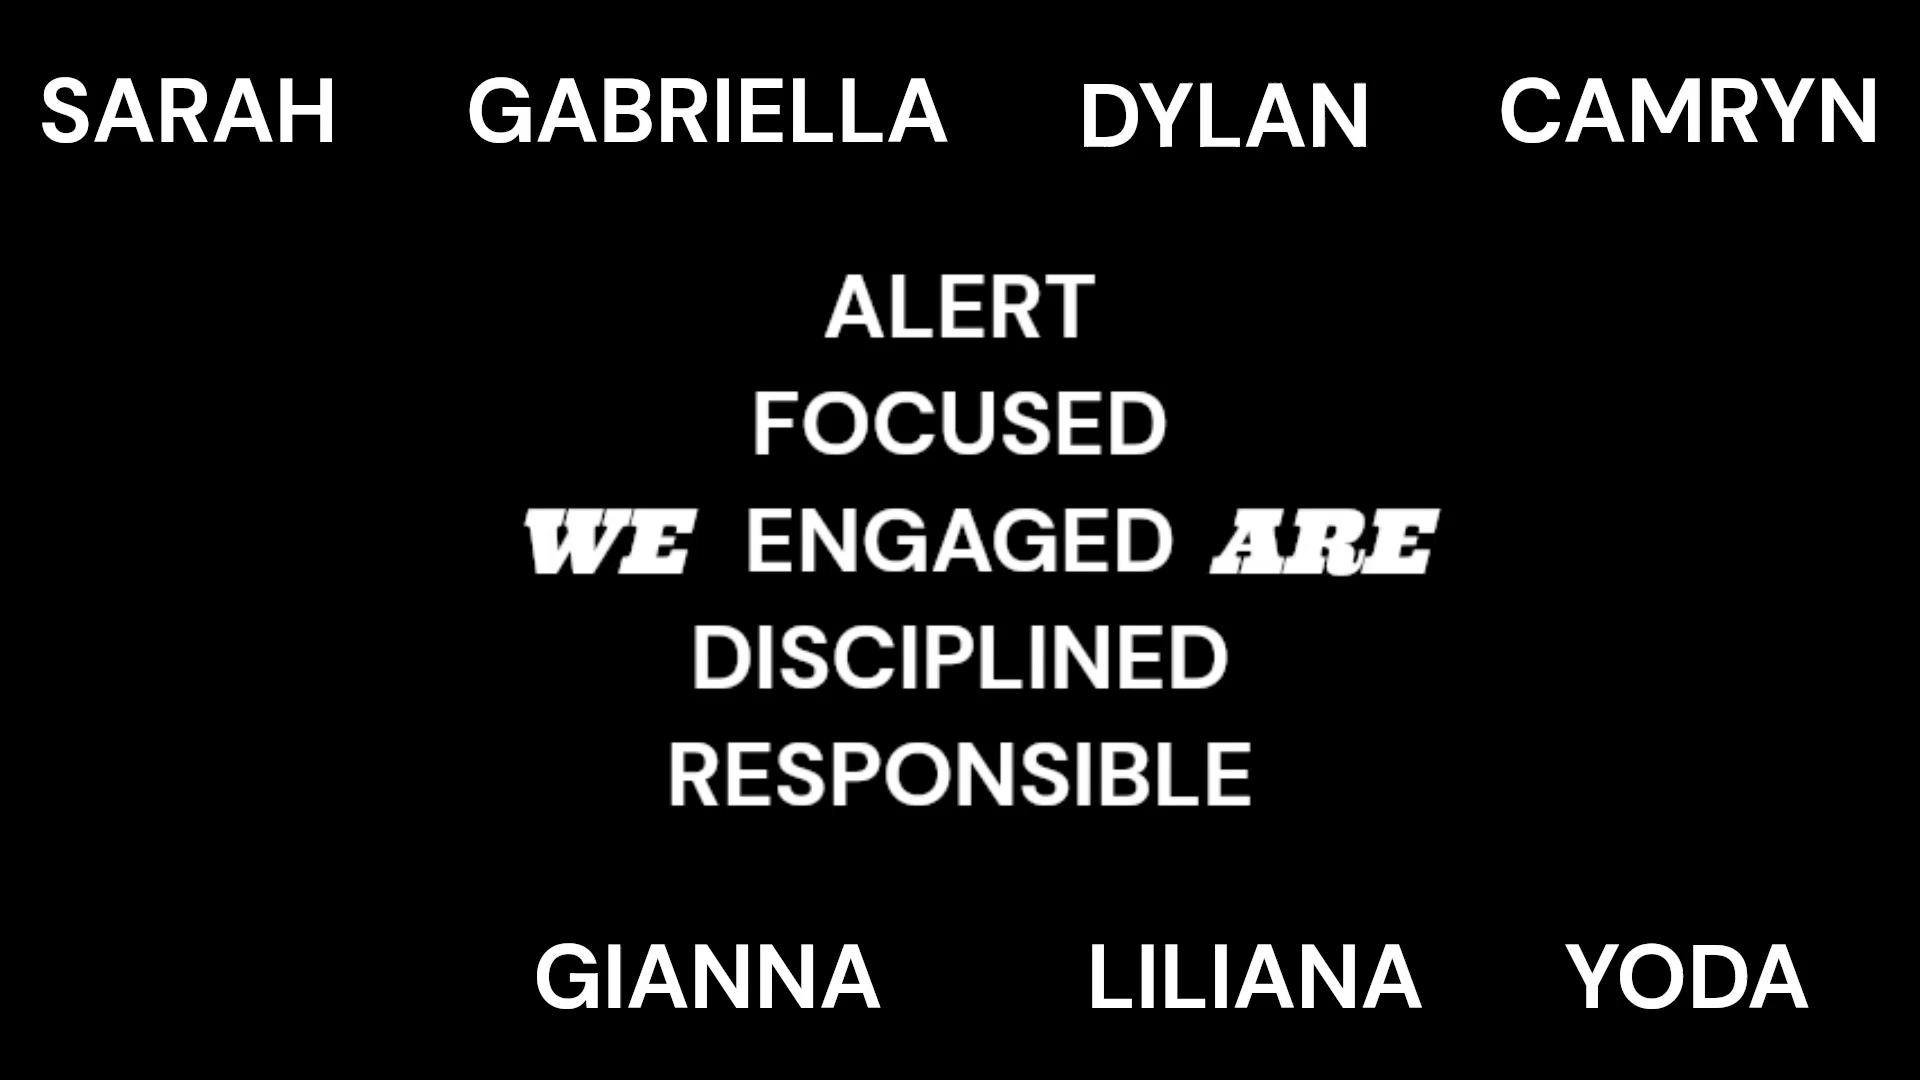 SARAH GABRIELLA DYLAN CAMRYN
ALERT
FOCUSED
WE ENGAGED ARE
DISCIPLINED
RESPONSIBLE
GIANNA LILIANA YODA